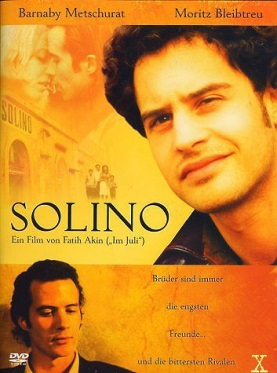 Barnaby Metschurat Moritz Bleibtreu
SOLINO
SOLINO
Ein Film von Fatih Akin („Im Juli")
Brüder sind immer
die engsten
Freunde...
und die bittersten Rivalen
DVD
X